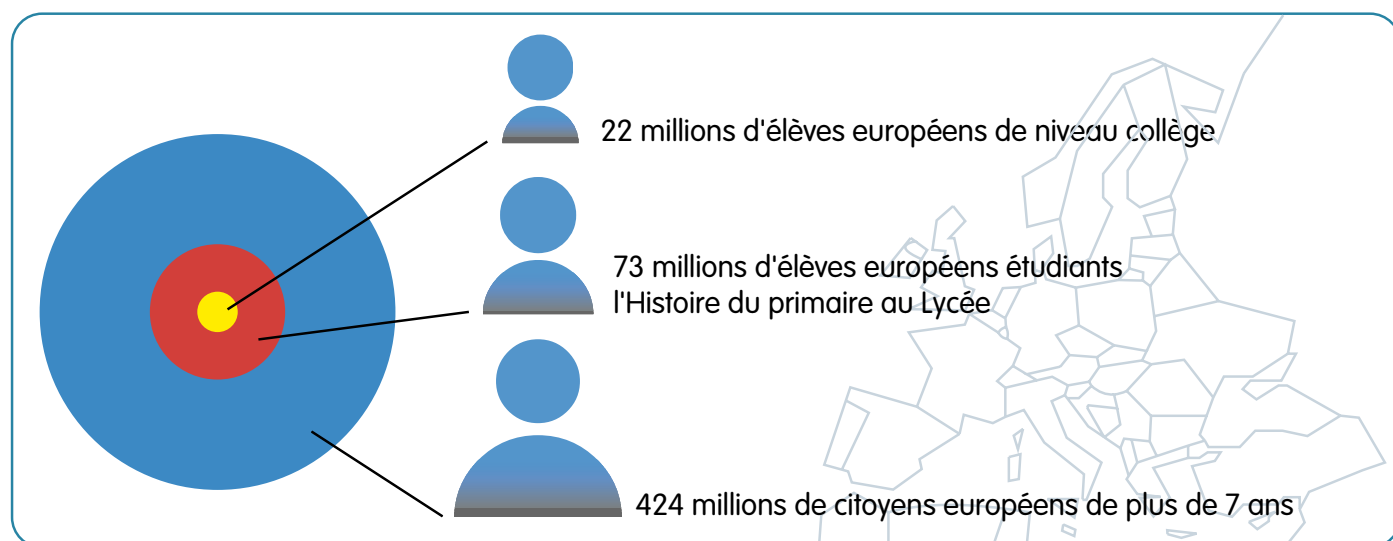 22 millions d'élèves européens de niveau collège
73 millions d'élèves européens étudiants
l'Histoire du primaire au Lycée
424 millions de citoyens européens de plus de 7 ans